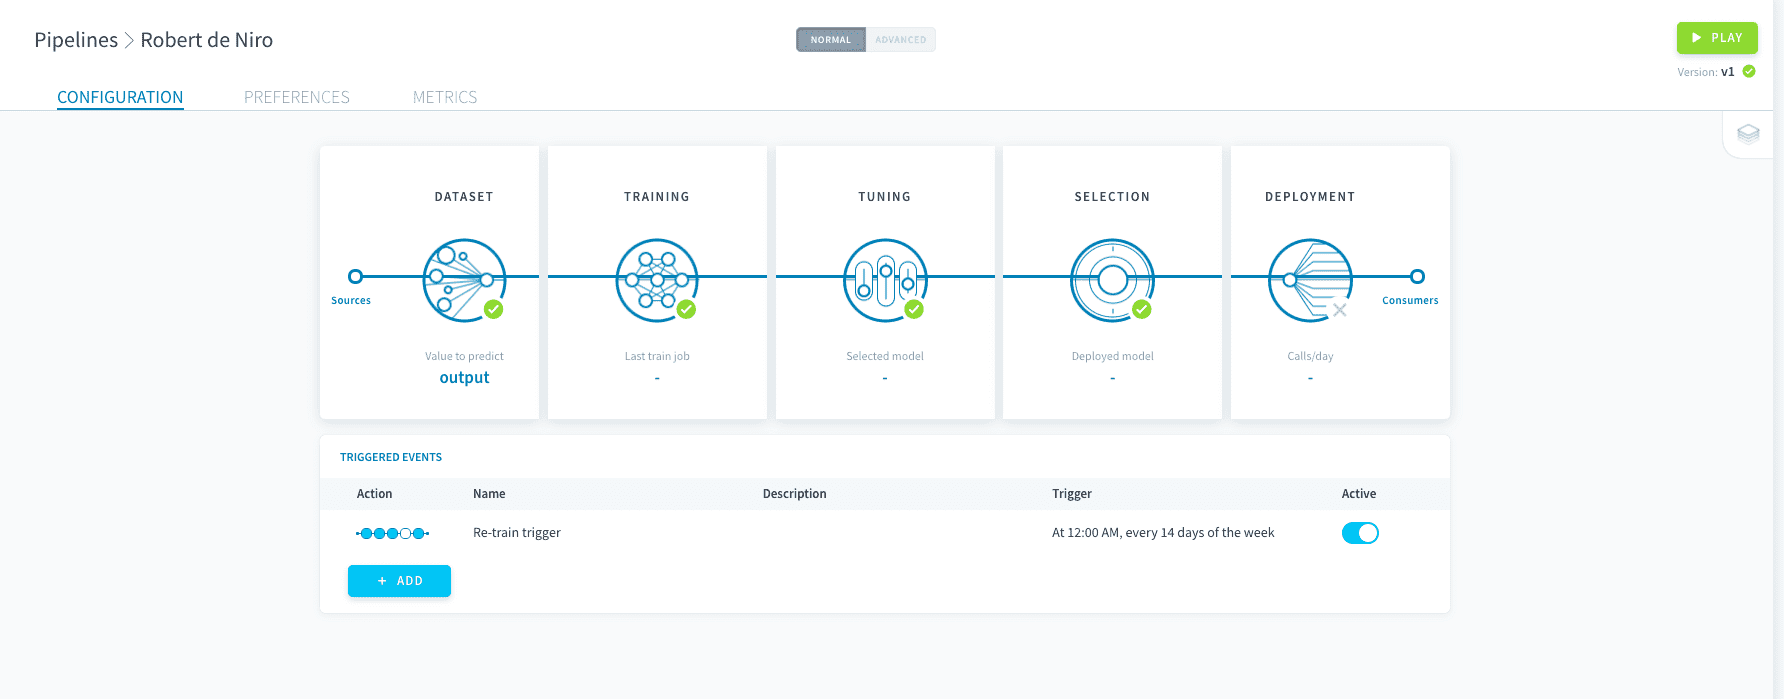 Pipelines > Robert de Niro
NORMAL ADVANCED
PLAY
Version: v1
CONFIGURATION PREFERENCES METRICS
DATASET TRAINING TUNING SELECTION DEPLOYMENT
Sources Consumers
Value to predict Last train job Selected model Deployed model Calls/day
output - - - -
TRIGGERED EVENTS
Action Name Description Trigger Active
Re-train trigger At 12:00 AM, every 14 days of the week
+ ADD